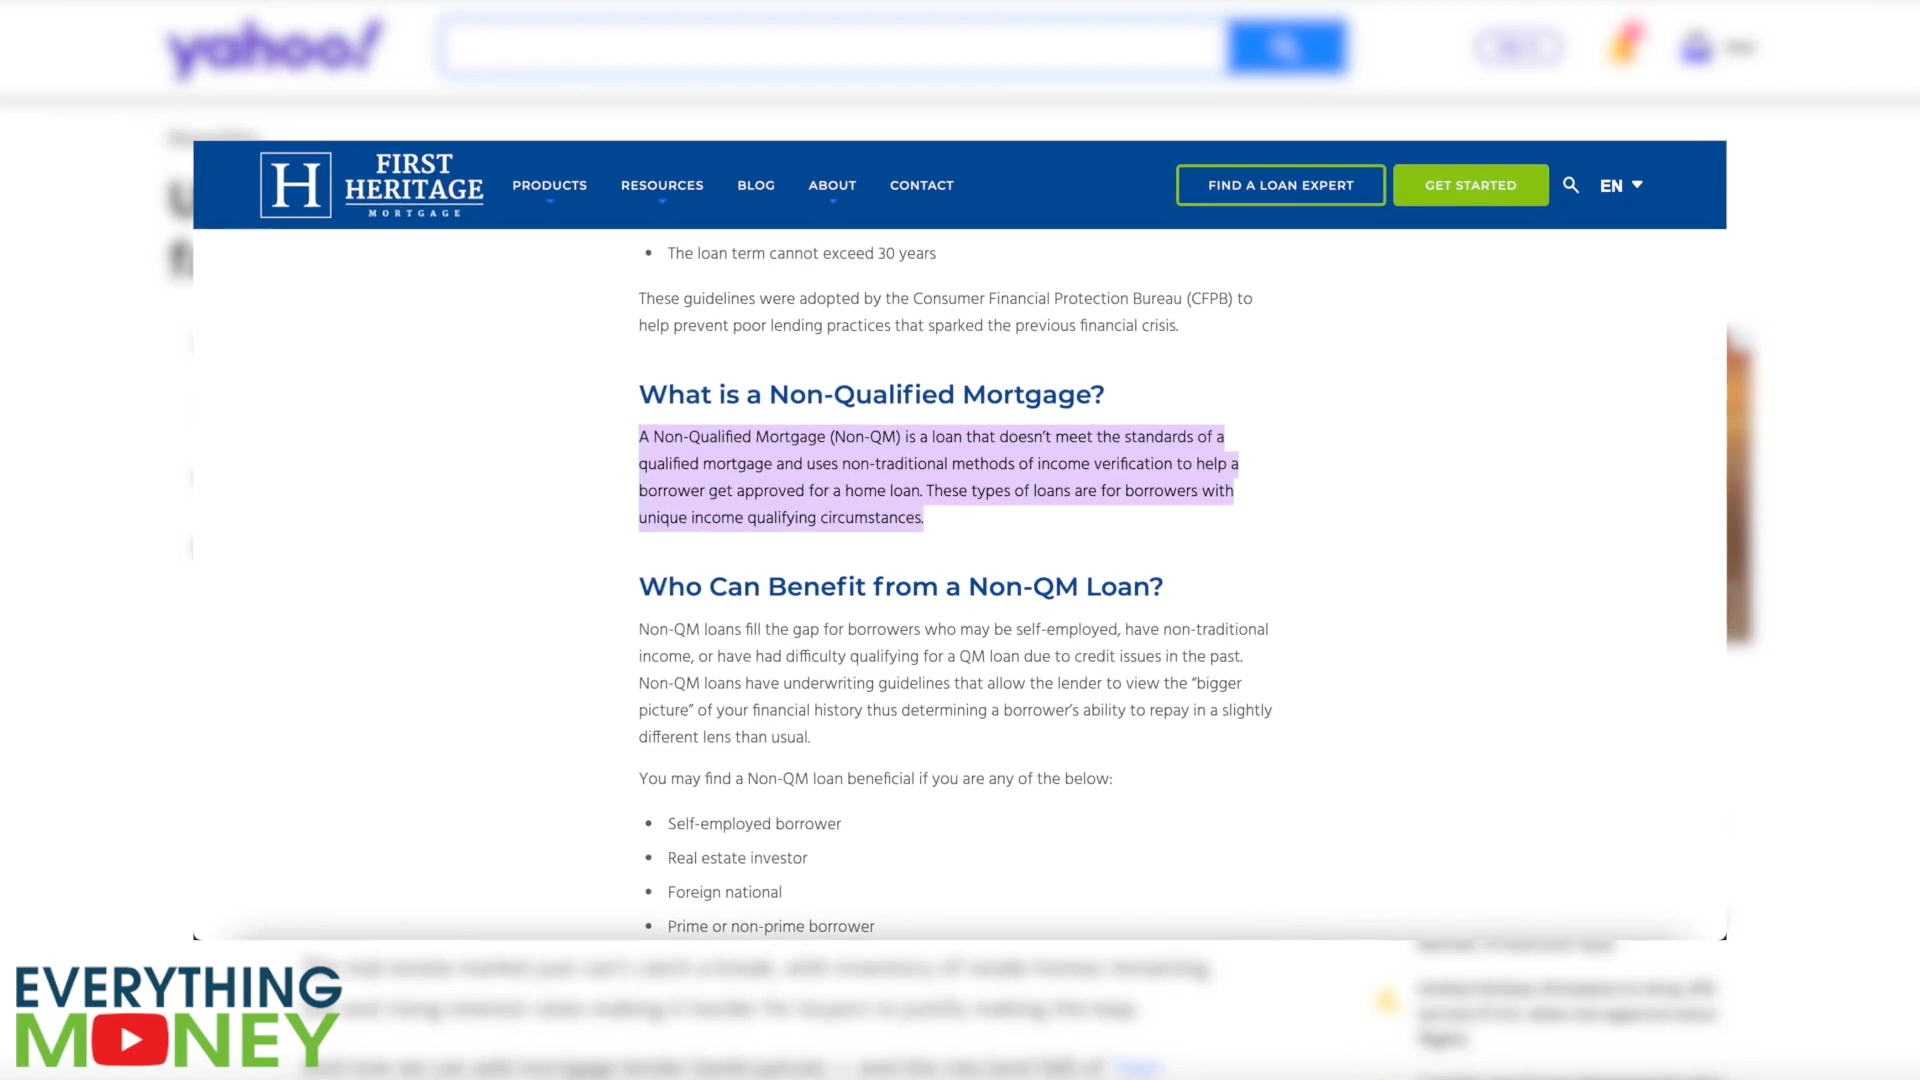 yahoo!
H FIRST HERITAGE MORTGAGE
PRODUCTS RESOURCES BLOG ABOUT CONTACT FIND A LOAN EXPERT GET STARTED EN
• The loan term cannot exceed 30 years
These guidelines were adopted by the Consumer Financial Protection Bureau (CFPB) to
help prevent poor lending practices that sparked the previous financial crisis.
What is a Non-Qualified Mortgage?
A Non-Qualified Mortgage (Non-QM) is a loan that doesn’t meet the standards of a
qualified mortgage and uses non-traditional methods of income verification to help a
borrower get approved for a home loan. These types of loans are for borrowers with
unique income qualifying circumstances.
Who Can Benefit from a Non-QM Loan?
Non-QM loans fill the gap for borrowers who may be self-employed, have non-traditional
income, or have had difficulty qualifying for a QM loan due to credit issues in the past.
Non-QM loans have underwriting guidelines that allow the lender to view the “bigger
picture” of your financial history thus determining a borrower’s ability to repay in a slightly
different lens than usual.
You may find a Non-QM loan beneficial if you are any of the below:
• Self-employed borrower
• Real estate investor
• Foreign national
• Prime or non-prime borrower
EVERYTHING
MONEY